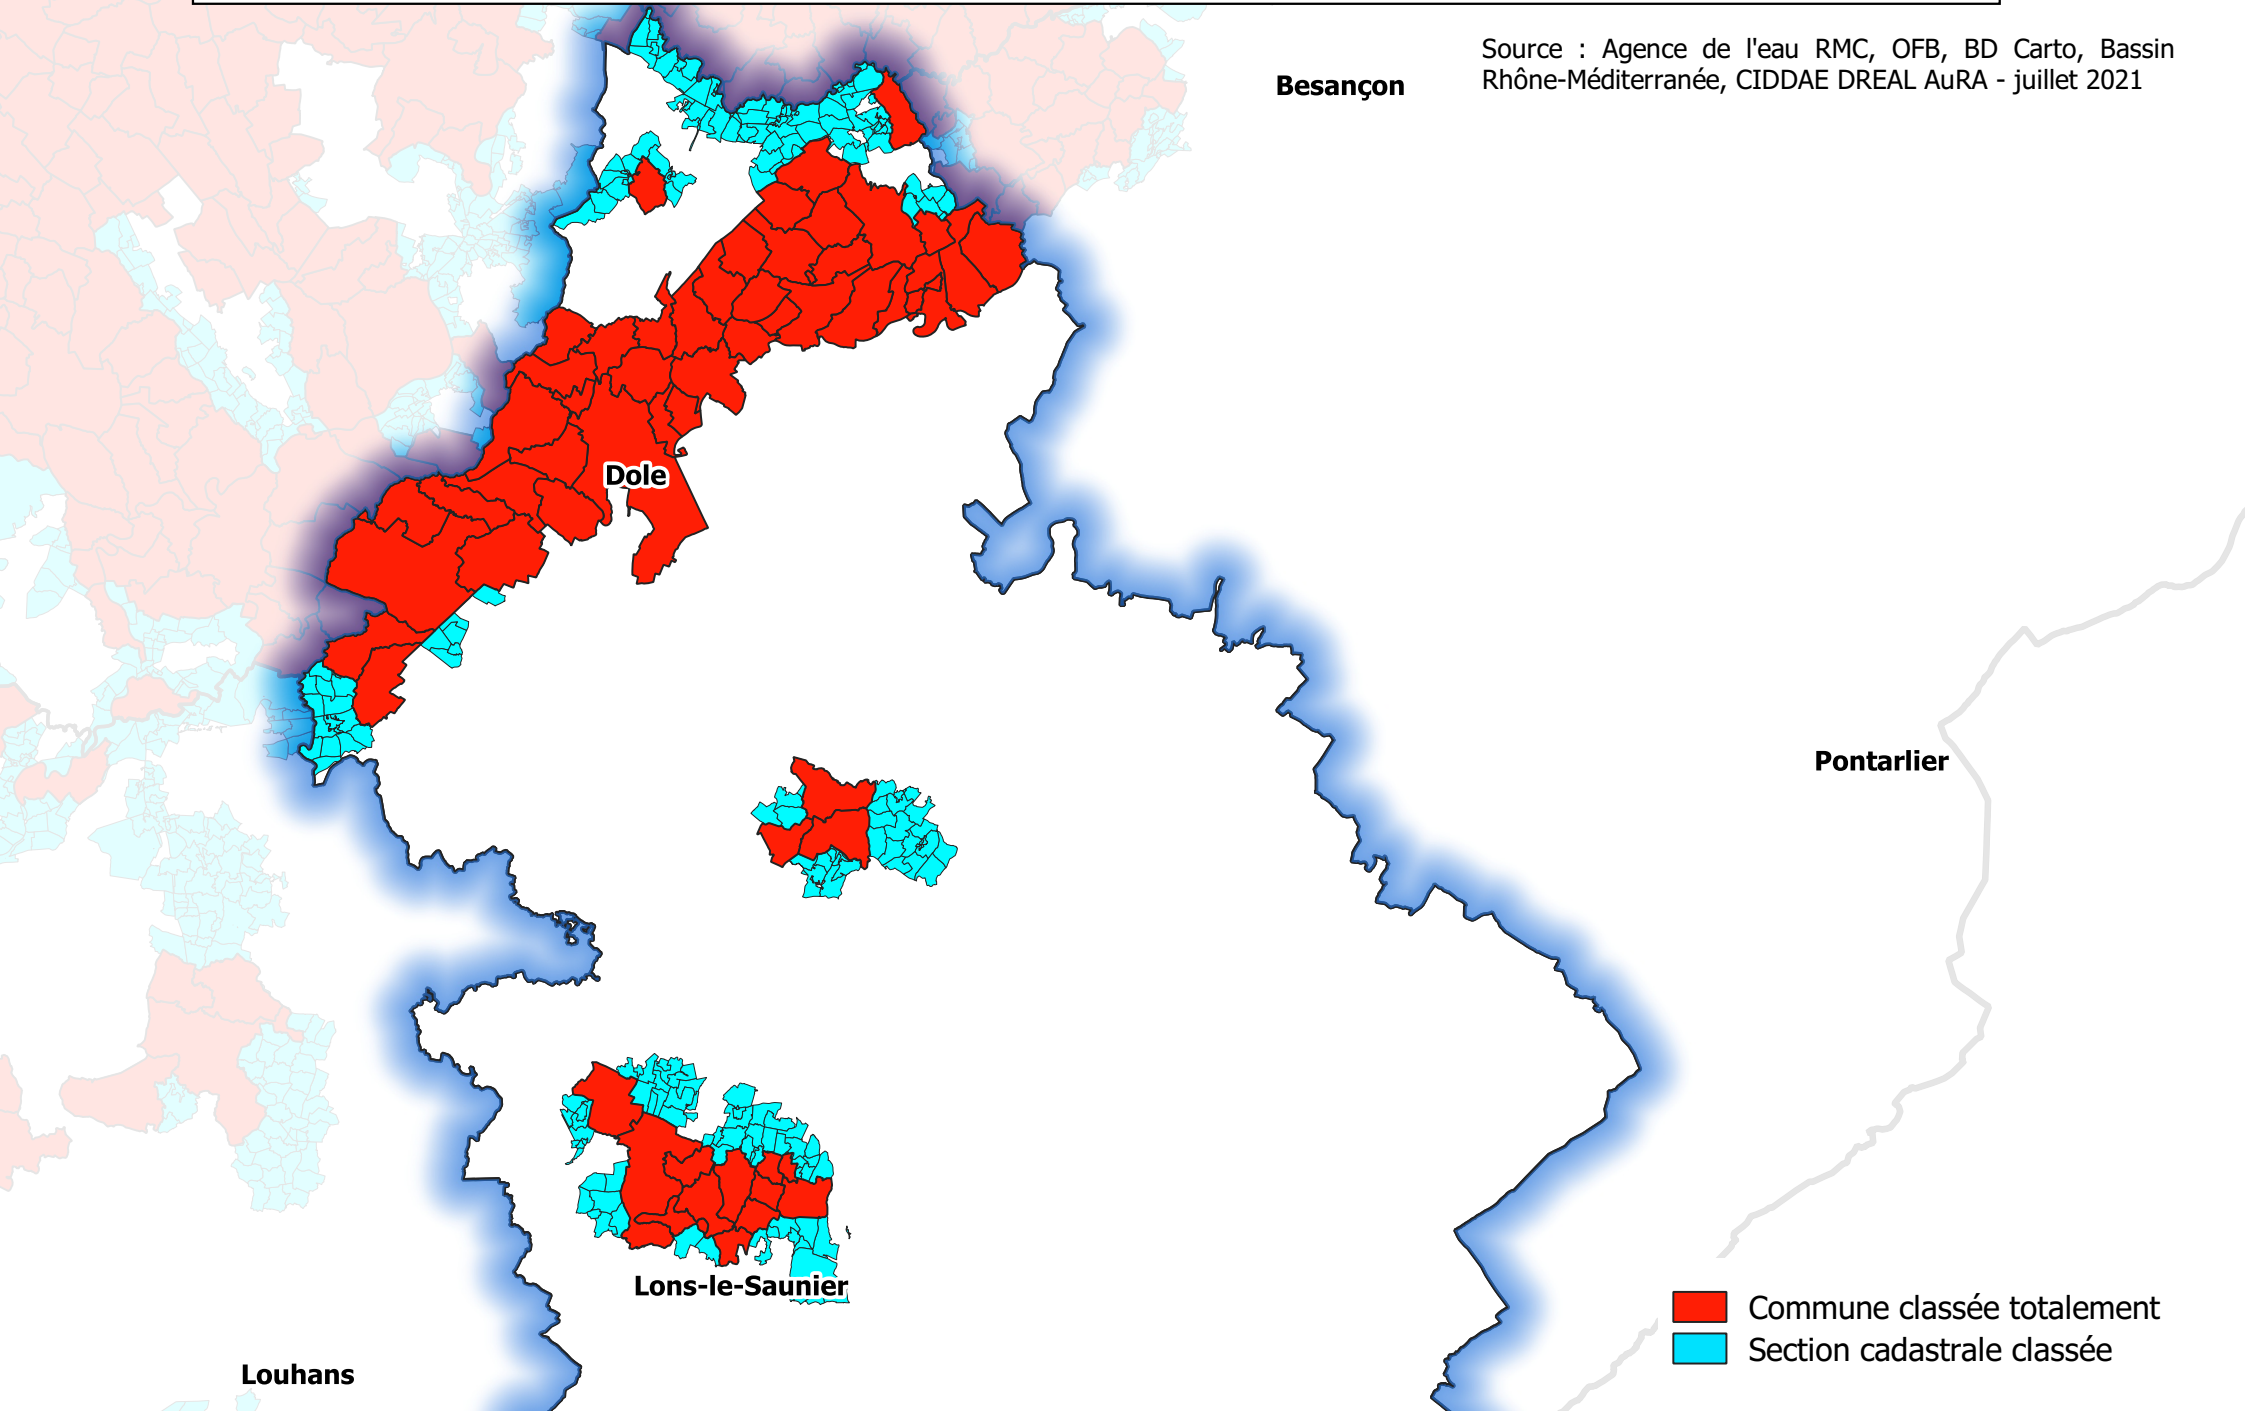 Source : Agence de l'eau RMC, OFB, BD Carto, Bassin
Rhône-Méditerranée, CIDDAE DREAL AuRA - juillet 2021
Besançon
Dole
Pontarlier
Lons-le-Saunier
Commune classée totalement
Section cadastrale classée
Louhans